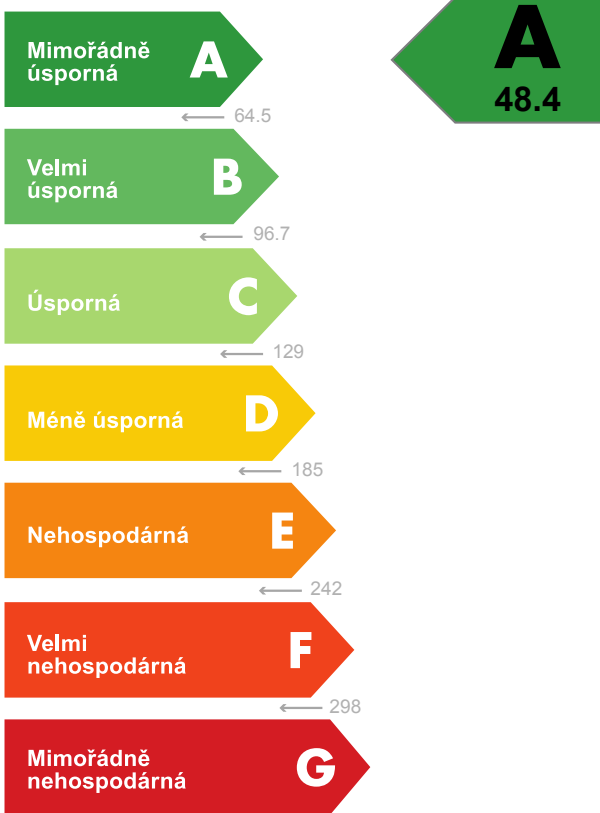 Mimořádně
úsporná
A
A
48.4
64.5
Velmi
úsporná
B
96.7
Úsporná
C
129
Méně úsporná
D
185
Nehospodárná
E
242
Velmi
nehospodárná
F
298
Mimořádně
nehospodárná
G